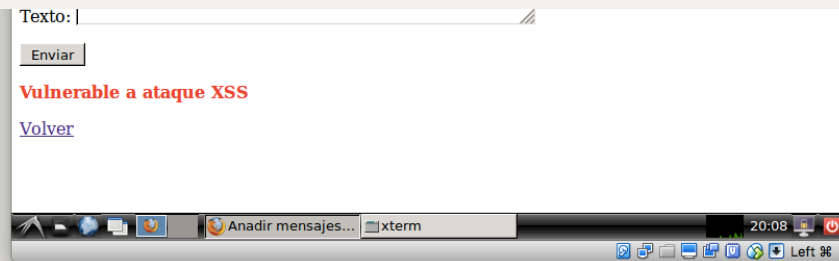 Texto:
Enviar
Vulnerable a ataque XSS
Volver
Anadir mensajes... xterm 20:08
Left ⌘